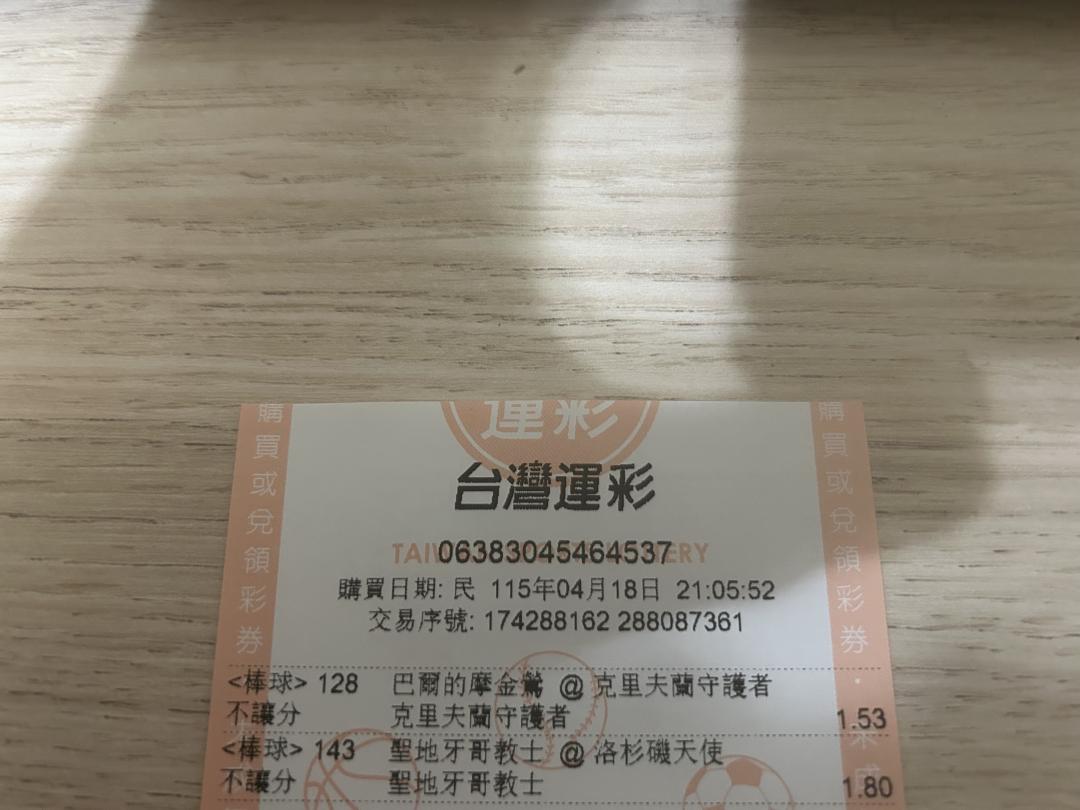 運彩
台灣運彩
06383045464537
購買日期: 民 115年04月18日 21:05:52
交易序號: 174288162 288087361
<棒球> 128 巴爾的摩金鶯 @ 克里夫蘭守護者
不讓分 克里夫蘭守護者 1.53
<棒球> 143 聖地牙哥教士 @ 洛杉磯天使
不讓分 聖地牙哥教士 1.80
購買或兌領彩券
購買或兌領彩券